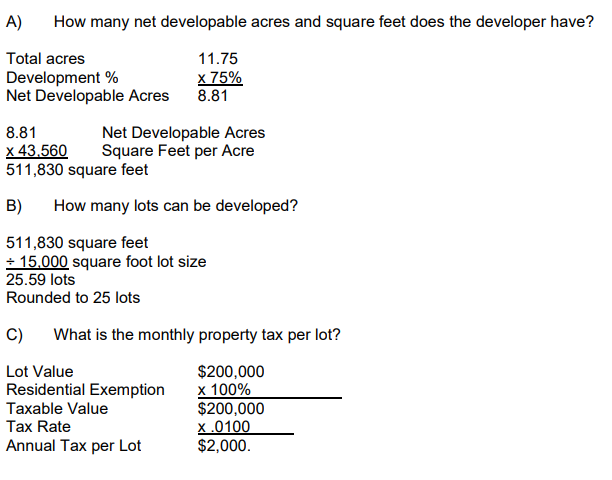 A) How many net developable acres and square feet does the developer have?
Total acres 11.75
Development % x 75%
Net Developable Acres 8.81
8.81 Net Developable Acres
x 43,560 Square Feet per Acre
511,830 square feet
B) How many lots can be developed?
511,830 square feet
÷ 15,000 square foot lot size
25.59 lots
Rounded to 25 lots
C) What is the monthly property tax per lot?
Lot Value $200,000
Residential Exemption x 100%
Taxable Value $200,000
Tax Rate x .0100
Annual Tax per Lot $2,000.